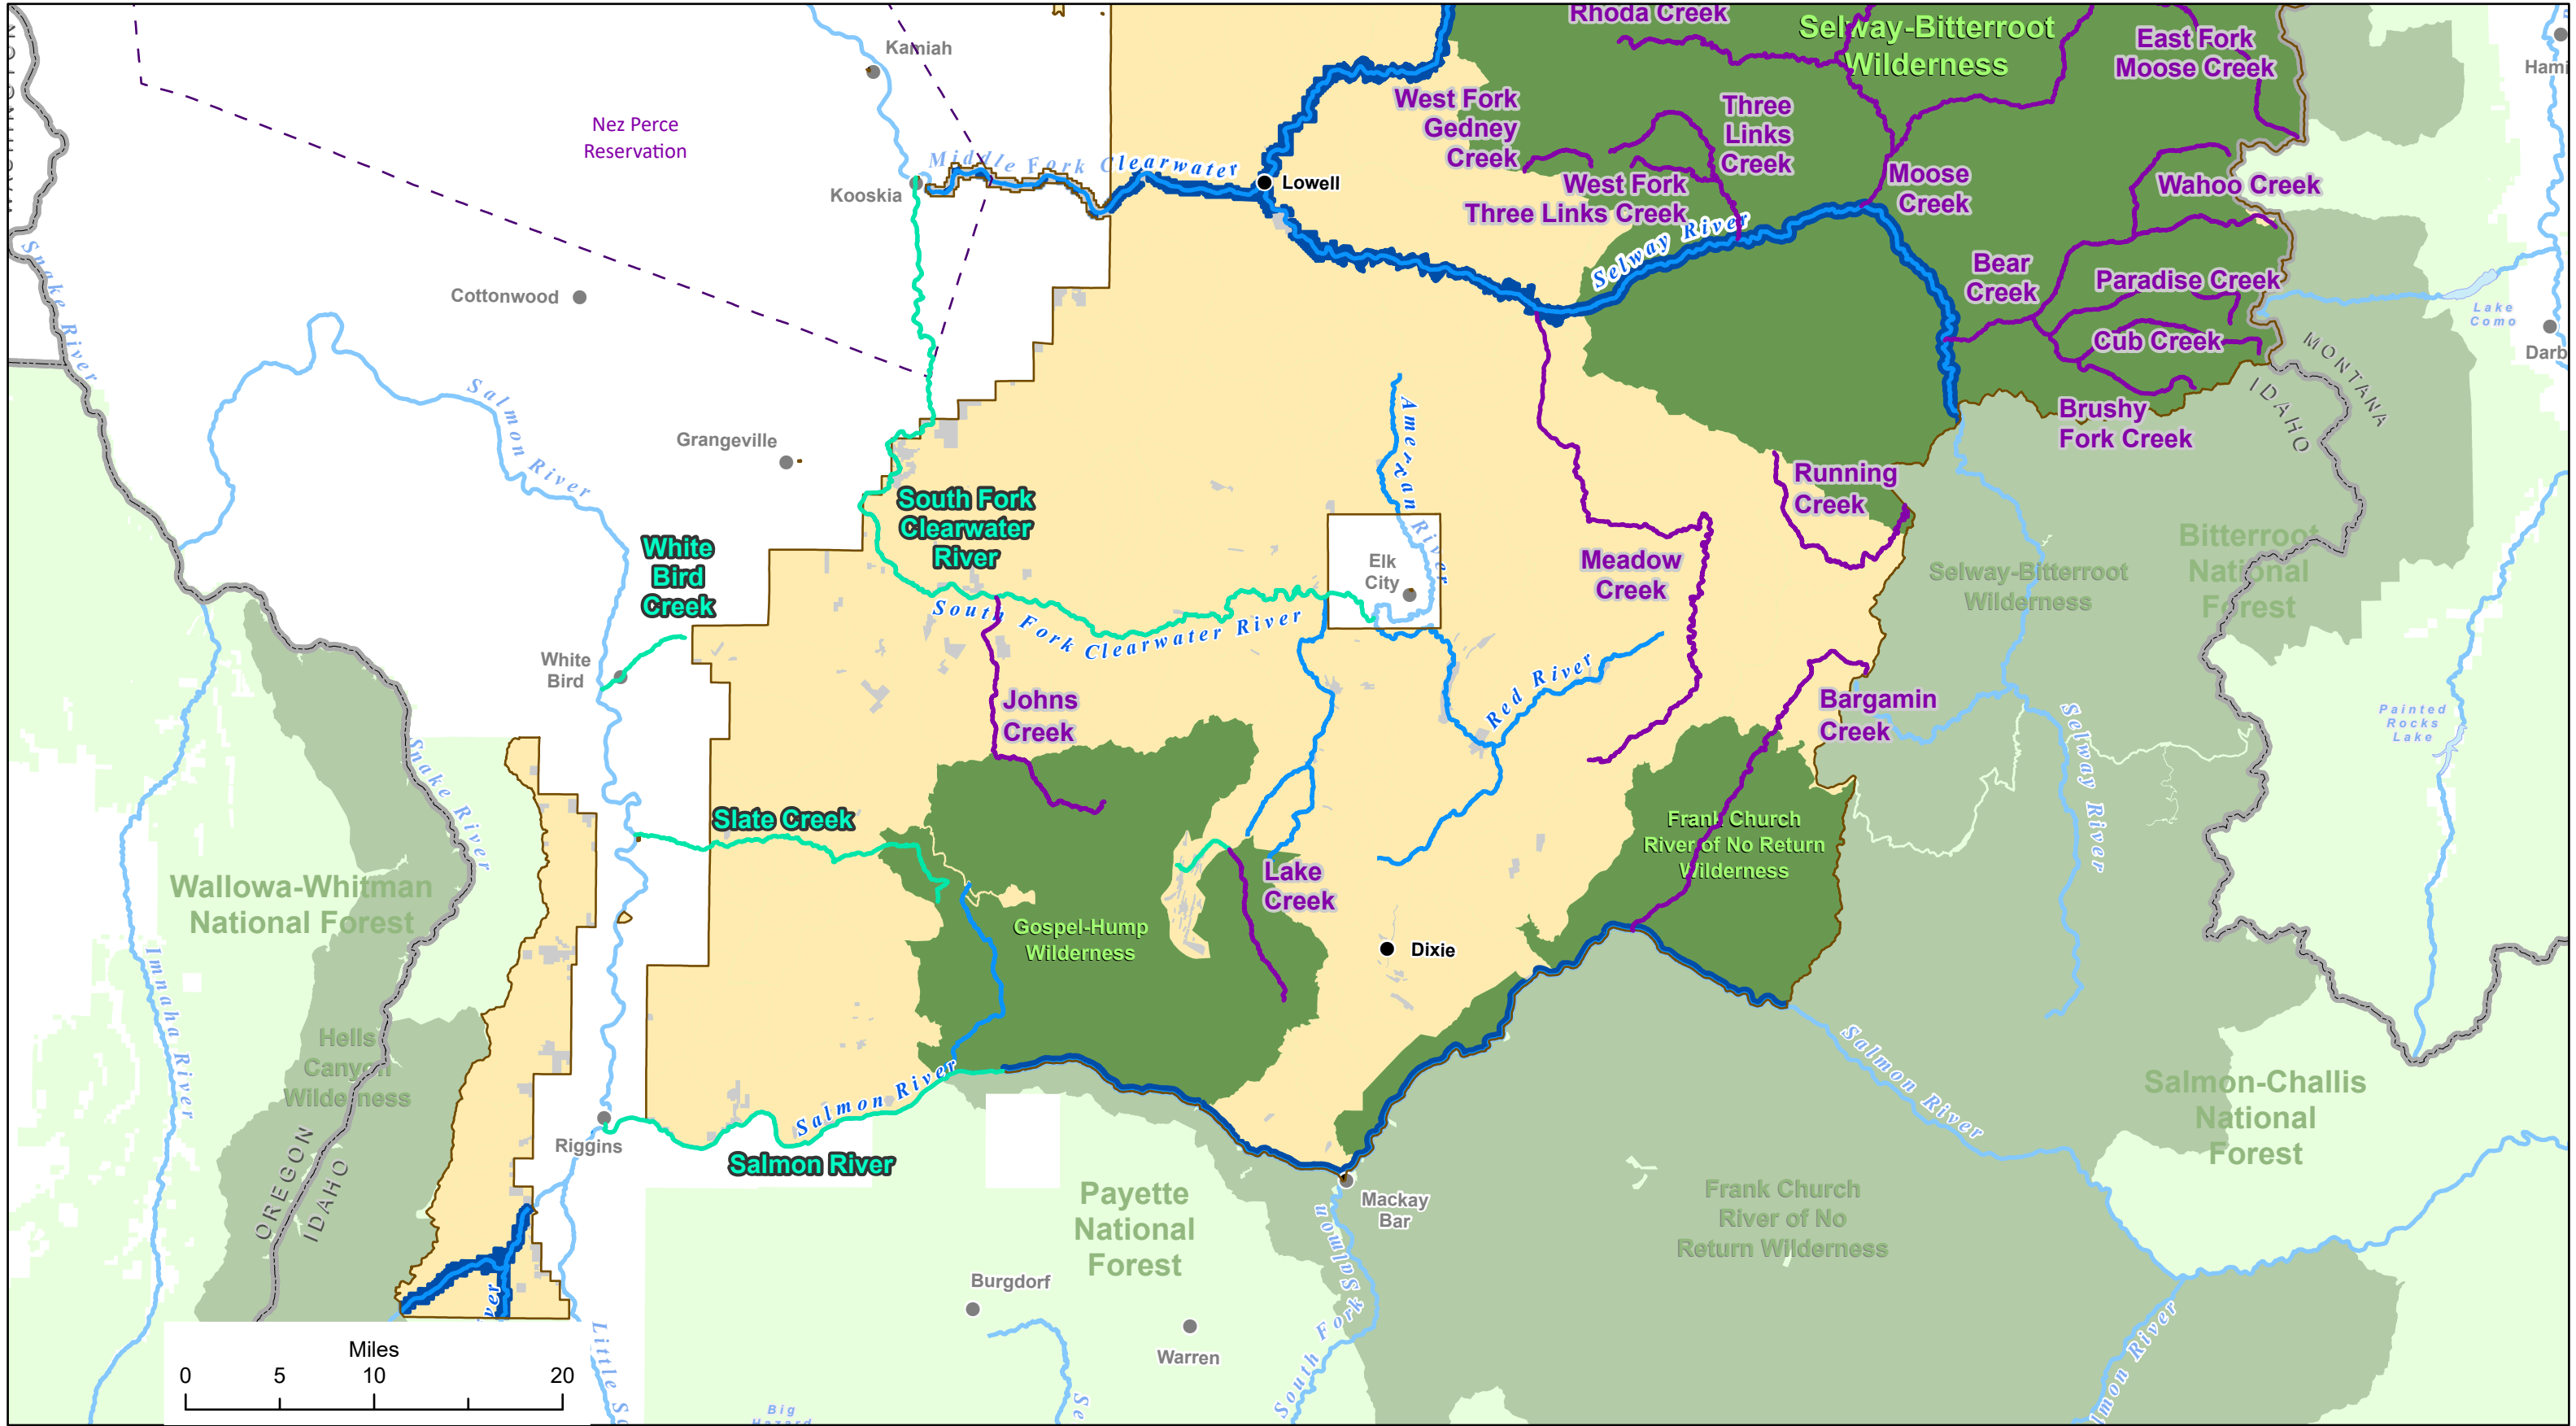 Rhoda Creek
Selway-Bitterroot
Wilderness
East Fork
Moose Creek
Kamiah
Nez Perce
Reservation
West Fork
Gedney
Creek
Three
Links
Creek
Middle Fork Clearwater
Kooskia
Lowell
West Fork
Three Links Creek
Moose
Creek
Wahoo Creek
Selway River
Snake River
Cottonwood
Bear
Creek
Paradise Creek
Cub Creek
Lake
Como
MONTANA
IDAHO
Salmon River
American River
Brushy
Fork Creek
Grangeville
Running
Creek
South Fork
Clearwater
River
White
Bird
Creek
Elk
City
Meadow
Creek
Selway-Bitterroot
Wilderness
Bitterroot
National
Forest
South Fork Clearwater River
White
Bird
Red River
Johns
Creek
Bargamin
Creek
Selway River
Painted
Rocks
Lake
Snake River
Slate Creek
Frank Church
River of No Return
Wilderness
Wallowa-Whitman
National Forest
Lake
Creek
Gospel-Hump
Wilderness
Dixie
Imnaha River
Hells
Canyon
Wilderness
Salmon River
Salmon River
Salmon-Challis
National
Forest
OREGON
IDAHO
Riggins
Salmon River
Payette
National
Forest
Mackay
Bar
Frank Church
River of No
Return Wilderness
South Fork Salmon
Burgdorf
Warren
Miles
0 5 10 20
Big